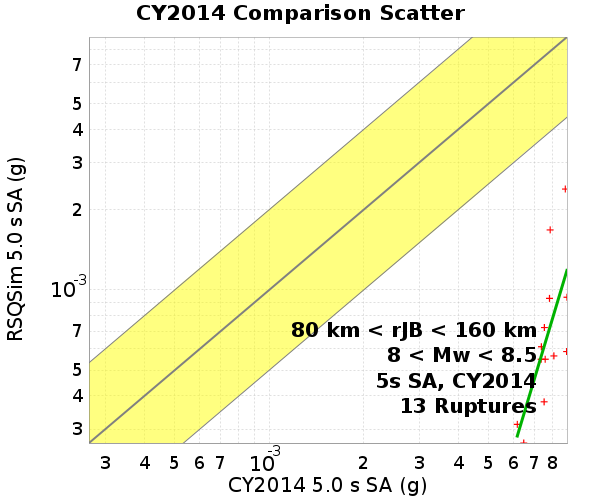 CY2014 Comparison Scatter
RSQSim 5.0 s SA (g)
7
5
4
3
2
10-3
7
5
4
3
80 km < rJB < 160 km
8 < Mw < 8.5
5s SA, CY2014
13 Ruptures
3 4 5 6 7 10-3 2 3 4 5 6 7 8
CY2014 5.0 s SA (g)